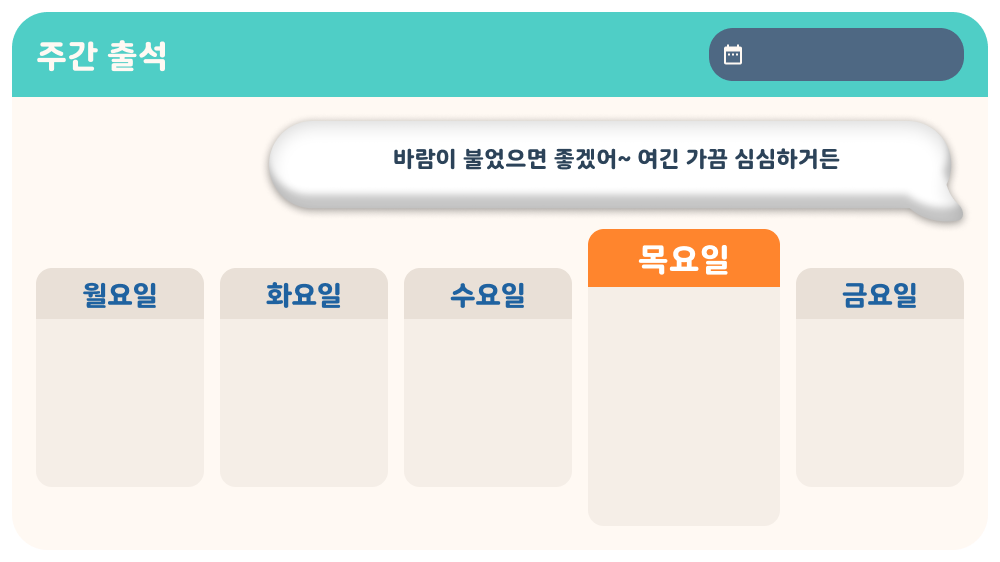 주간 출석
바람이 불었으면 좋겠어~ 여긴 가끔 심심하거든
월요일
화요일
수요일
목요일
금요일